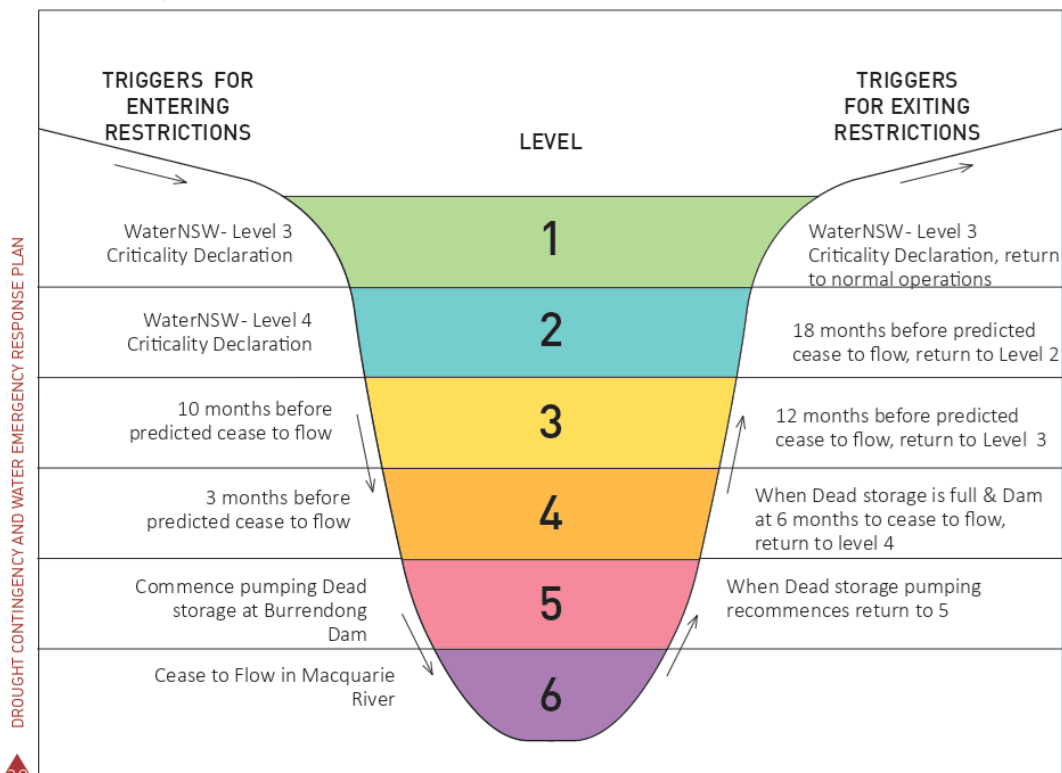 TRIGGERS FOR
ENTERING
RESTRICTIONS
LEVEL
TRIGGERS
FOR EXITING
RESTRICTIONS
WaterNSW- Level 3
Criticality Declaration
1
WaterNSW- Level 3
Criticality Declaration, return
to normal operations
WaterNSW- Level 4
Criticality Declaration
2
18 months before predicted
cease to flow, return to Level 2
10 months before
predicted cease to flow
3
12 months before predicted
cease to flow, return to Level 3
3 months before
predicted cease to flow
4
When Dead storage is full & Dam
at 6 months to cease to flow,
return to level 4
Commence pumping Dead
storage at Burrendong
Dam
5
When Dead storage pumping
recommences return to 5
Cease to Flow in Macquarie
River
6
DROUGHT CONTINGENCY AND WATER EMERGENCY RESPONSE PLAN